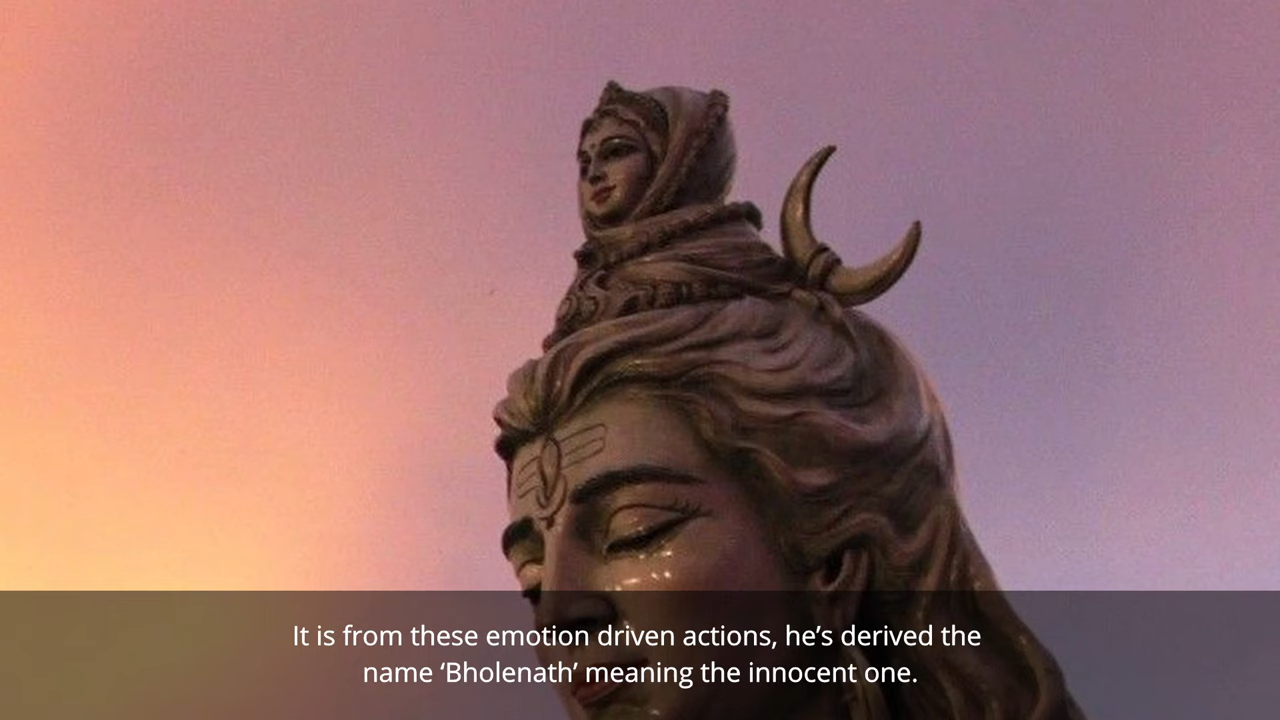 It is from these emotion driven actions, he’s derived the
name ‘Bholenath’ meaning the innocent one.